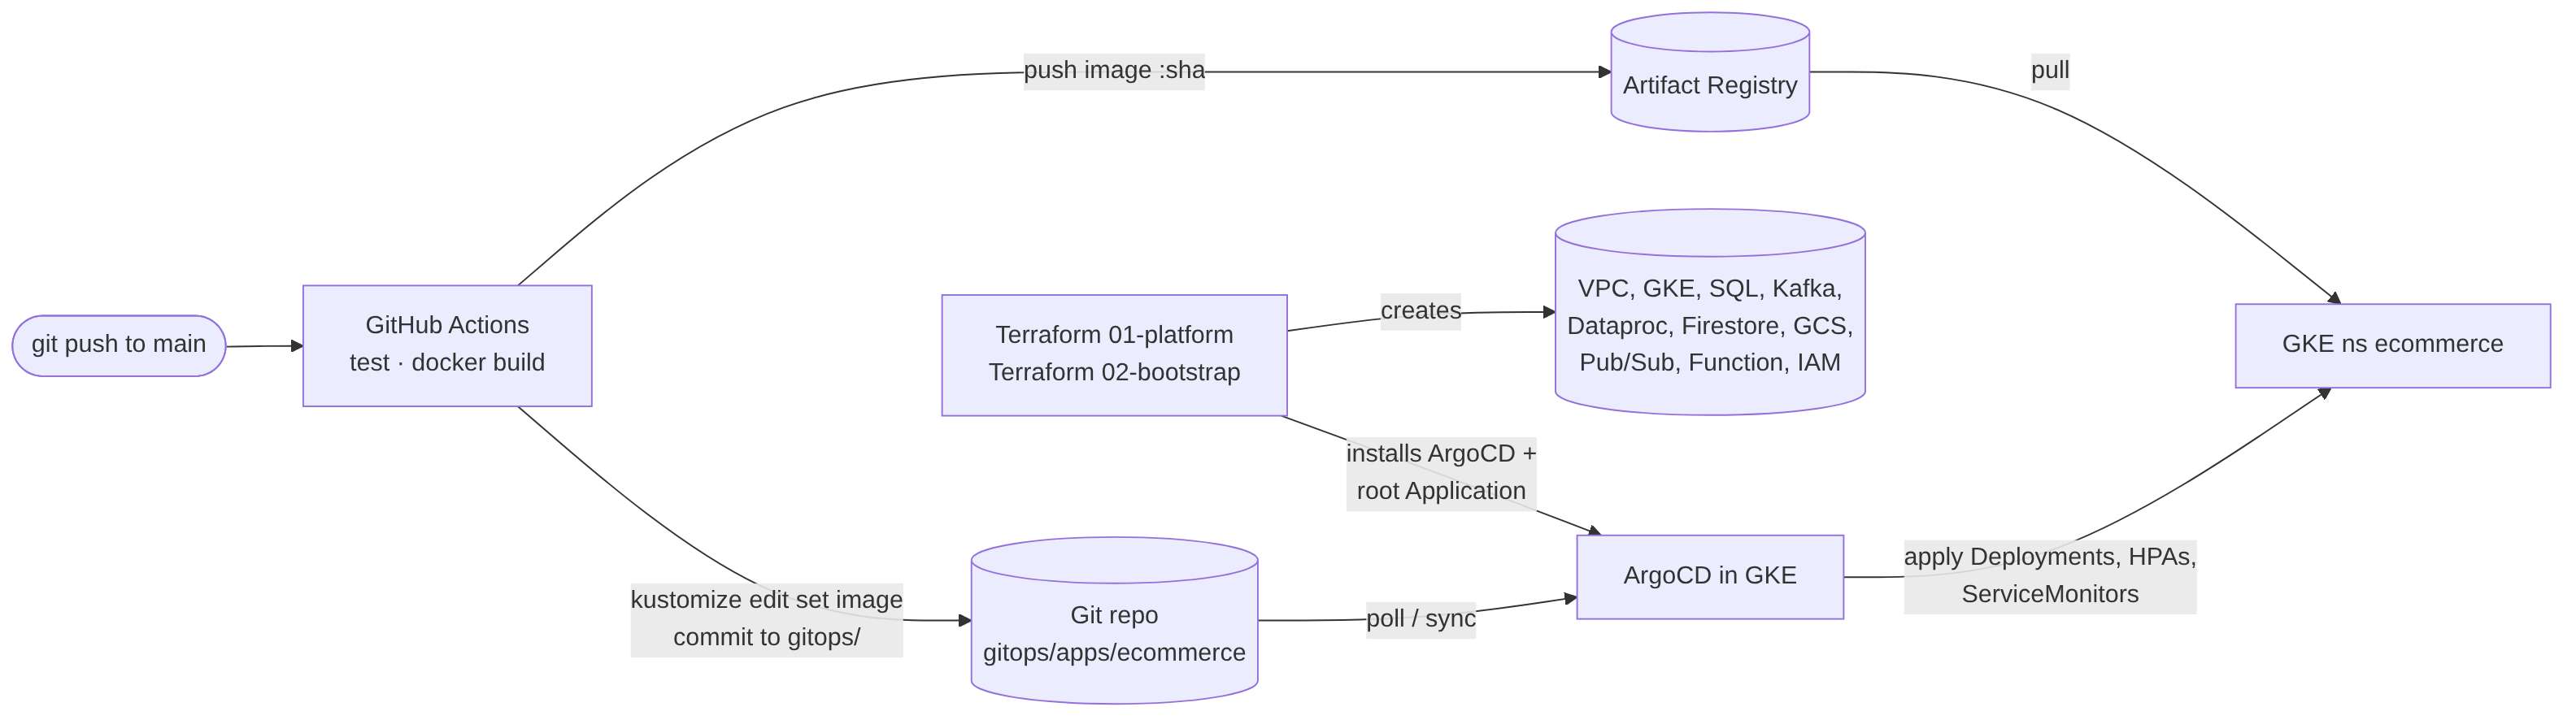 git push to main
GitHub Actions
test · docker build
push image :sha
Artifact Registry
pull
Terraform 01-platform
Terraform 02-bootstrap
creates
VPC, GKE, SQL, Kafka,
Dataproc, Firestore, GCS,
Pub/Sub, Function, IAM
GKE ns ecommerce
installs ArgoCD +
root Application
kustomize edit set image
commit to gitops/
Git repo
gitops/apps/ecommerce
poll / sync
ArgoCD in GKE
apply Deployments, HPAs,
ServiceMonitors